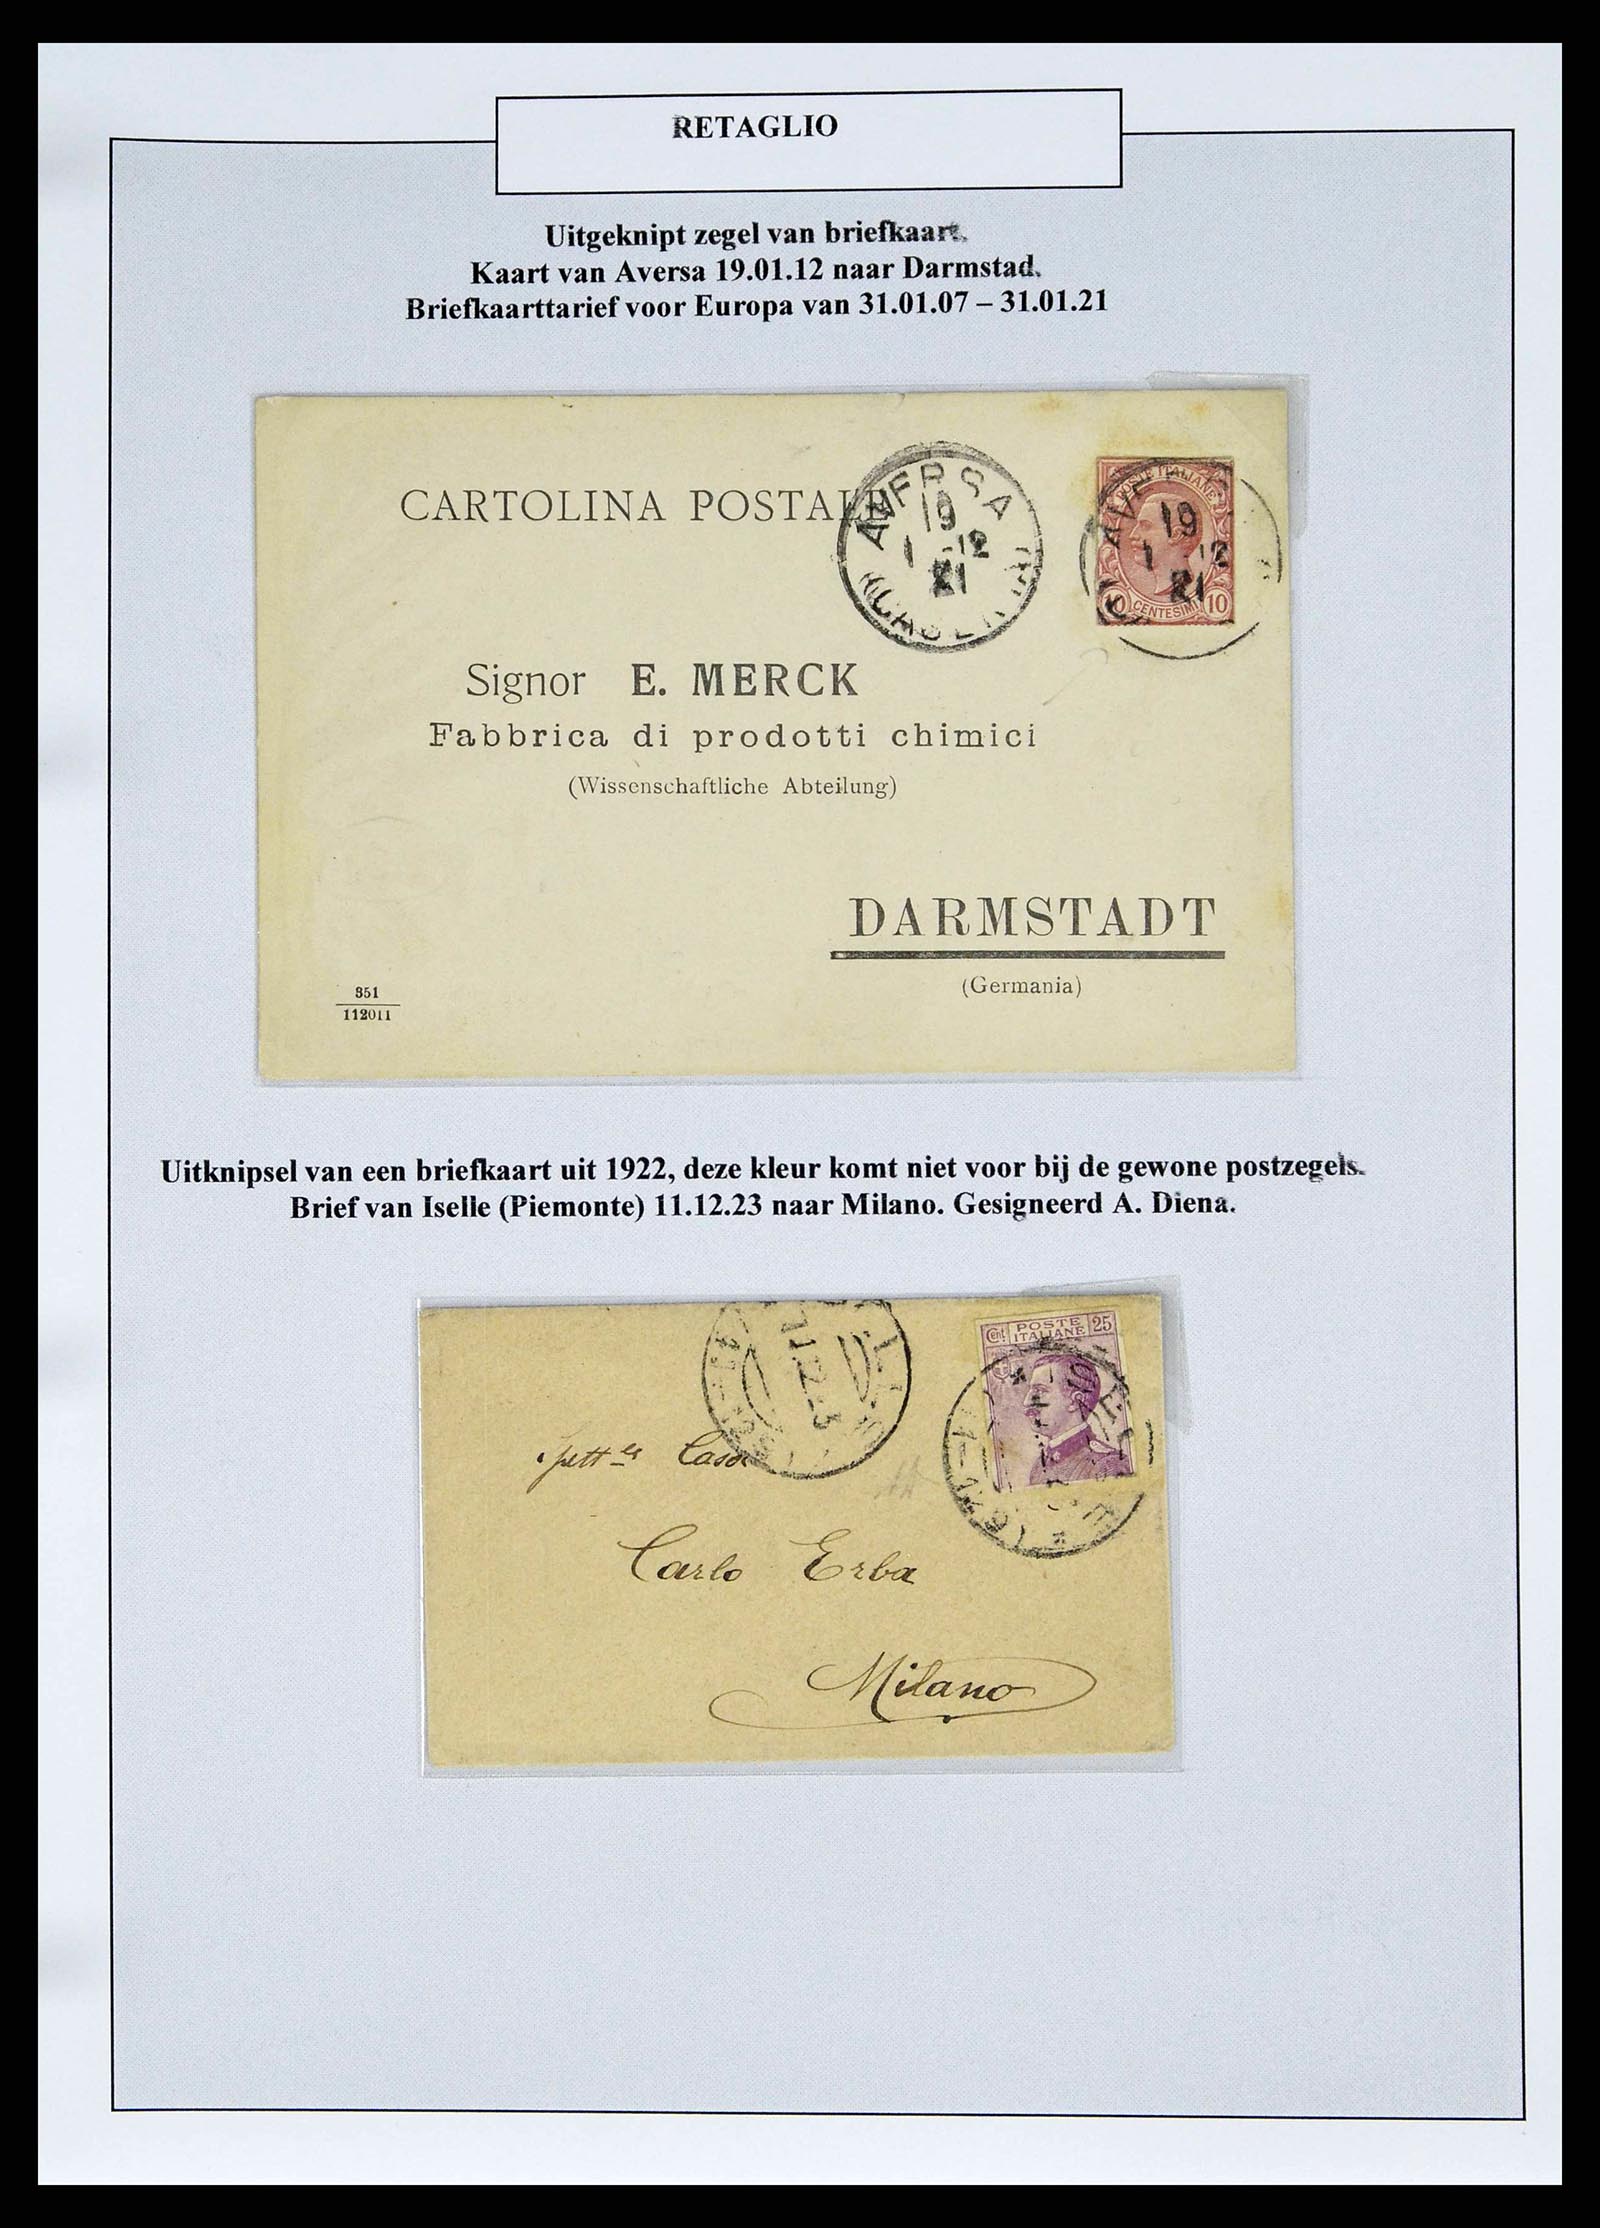 RETAGLIO
Uitgeknipt zegel van briefkaart.
Kaart van Aversa 19.01.12 naar Darmstad.
Briefkaarttarief voor Europa van 31.01.07 – 31.01.21
CARTOLINA POSTALE
AVERSA
19
1 -12
21
POSTE ITALIANE
19
1 -12
21
10 CENTESIMI 10
Signor E. MERCK
Fabbrica di prodotti chimici
(Wissenschaftliche Abteilung)
DARMSTADT
(Germania)
351
112011
Uitknipsel van een briefkaart uit 1922, deze kleur komt niet voor bij de gewone postzegels.
Brief van Iselle (Piemonte) 11.12.23 naar Milano. Gesigneerd A. Diena.
Cent. POSTE ITALIANE 25
Carlo Erba
Milano